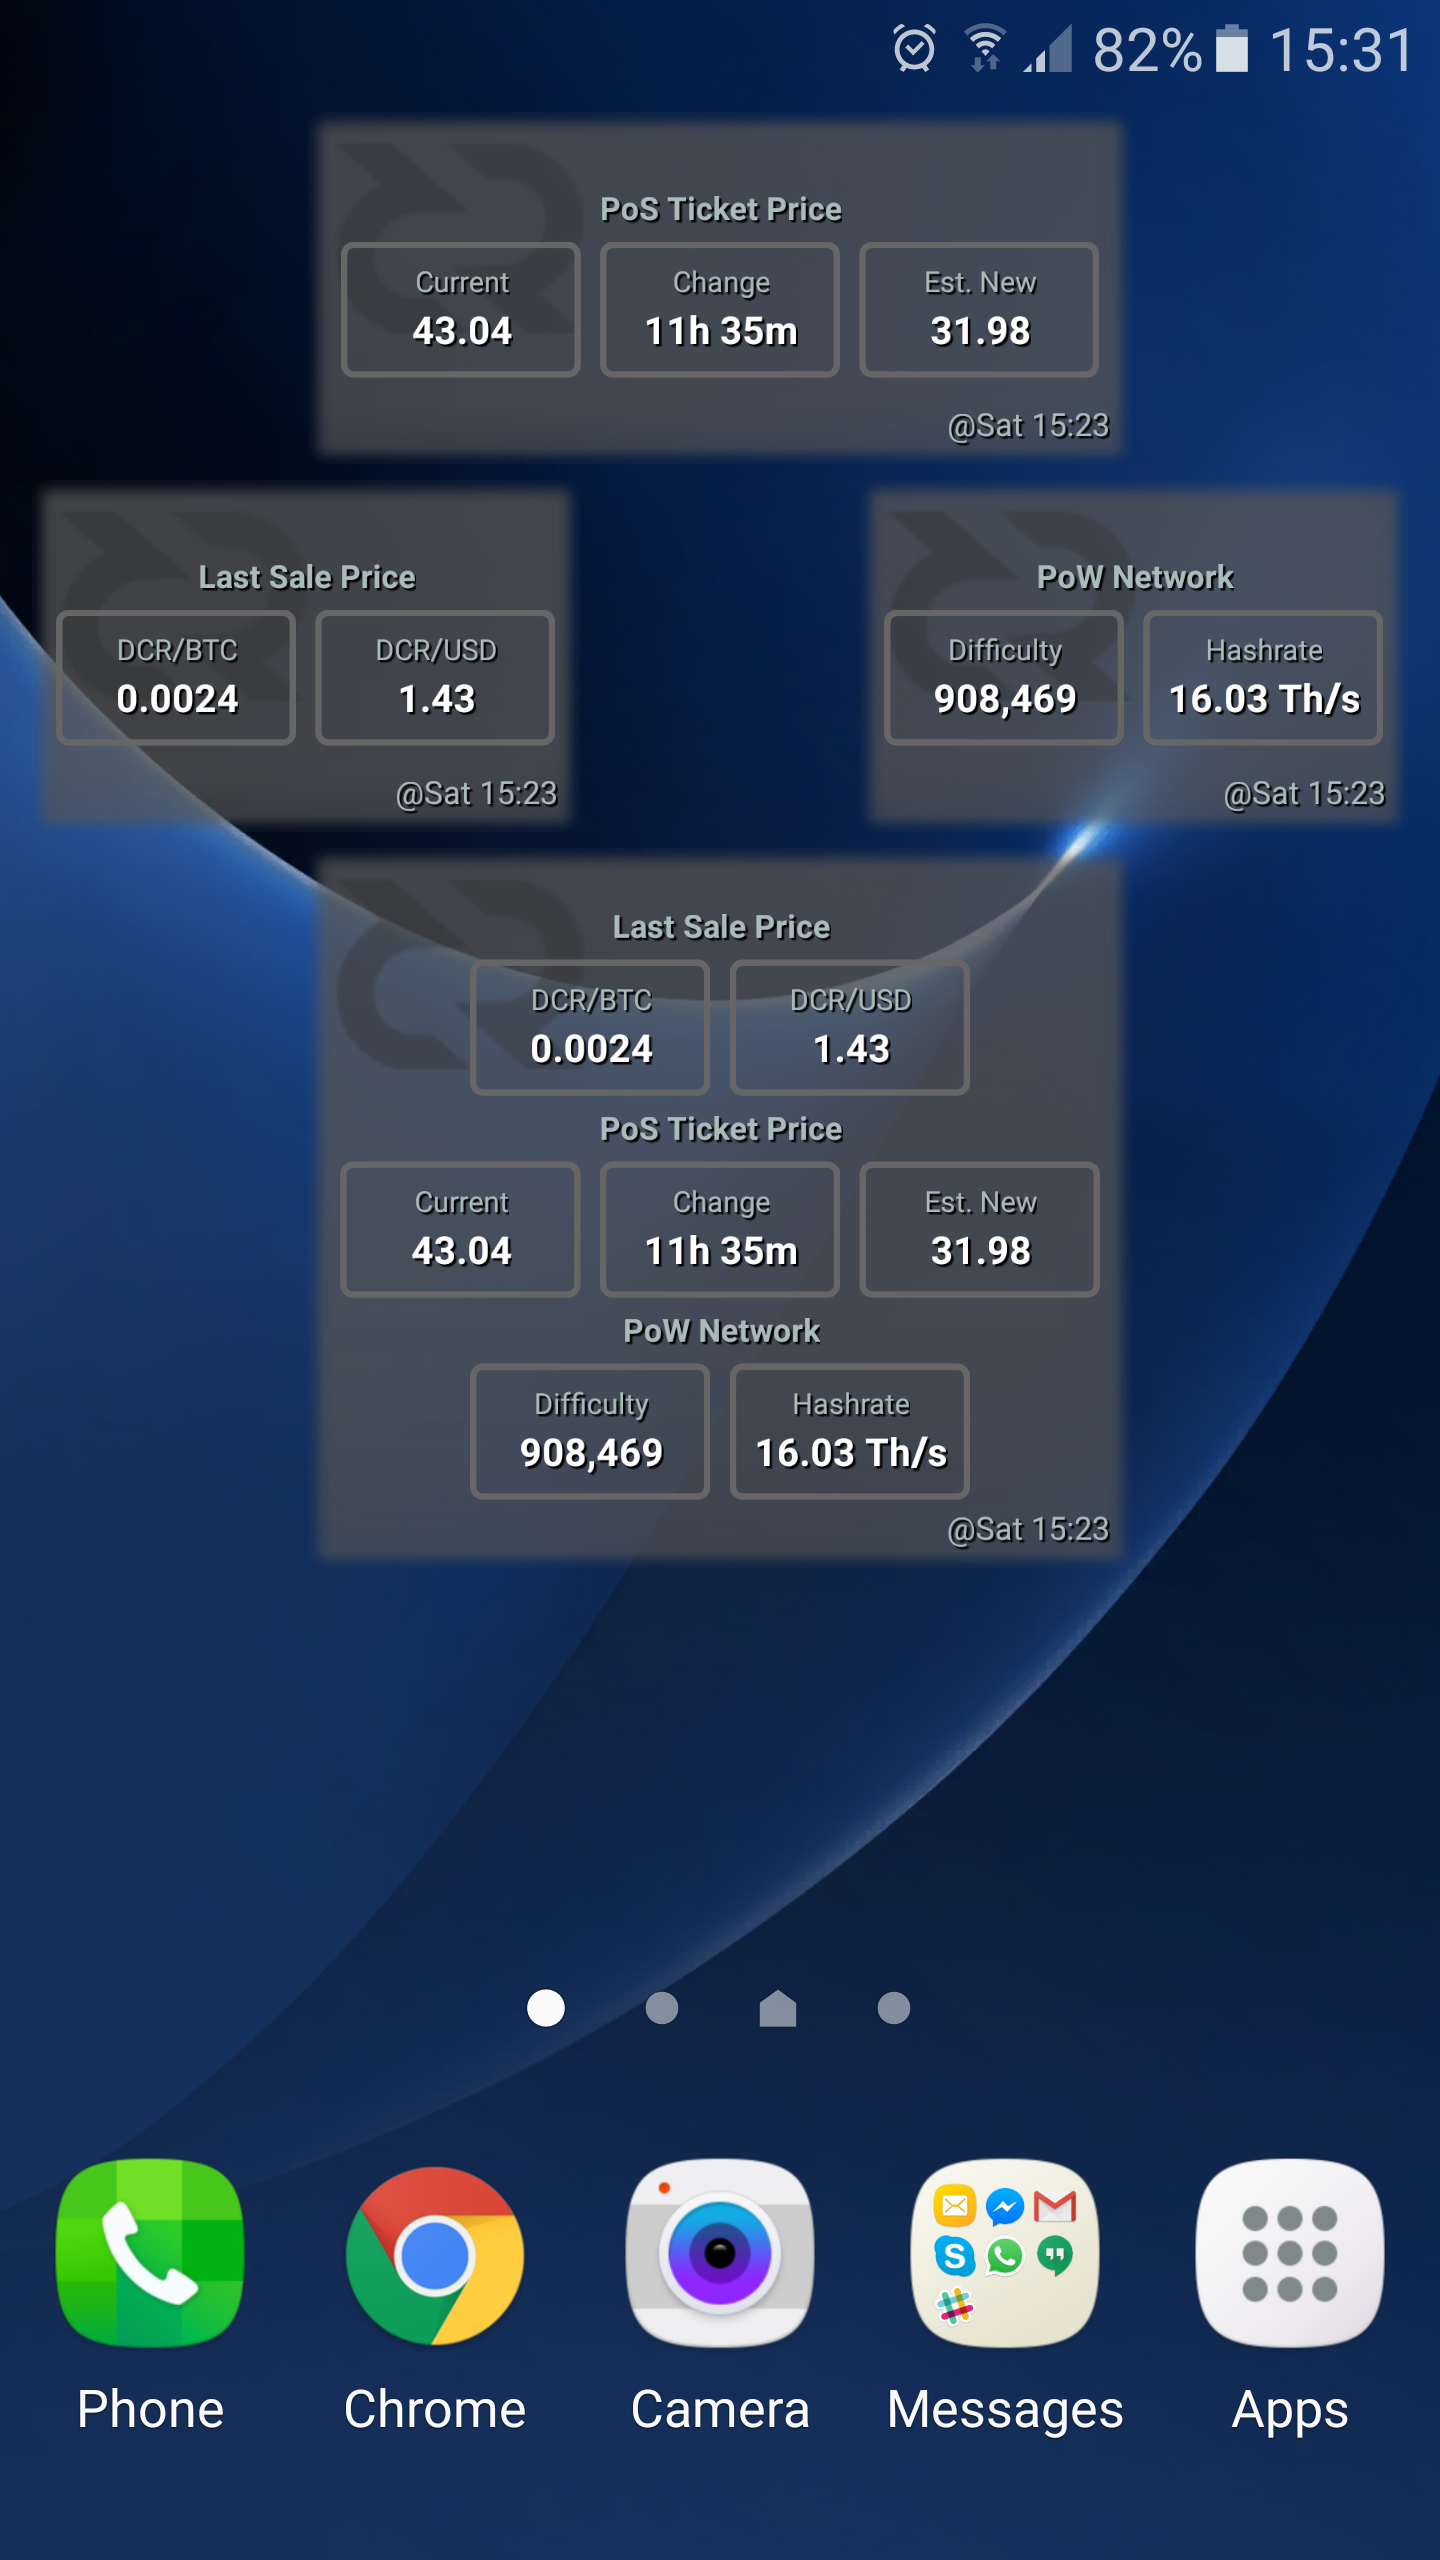 82% 15:31
PoS Ticket Price
Current Change Est. New
43.04 11h 35m 31.98
@Sat 15:23
Last Sale Price
DCR/BTC DCR/USD
0.0024 1.43
@Sat 15:23
PoW Network
Difficulty Hashrate
908,469 16.03 Th/s
@Sat 15:23
Last Sale Price
DCR/BTC DCR/USD
0.0024 1.43
PoS Ticket Price
Current Change Est. New
43.04 11h 35m 31.98
PoW Network
Difficulty Hashrate
908,469 16.03 Th/s
@Sat 15:23
Phone Chrome Camera Messages Apps